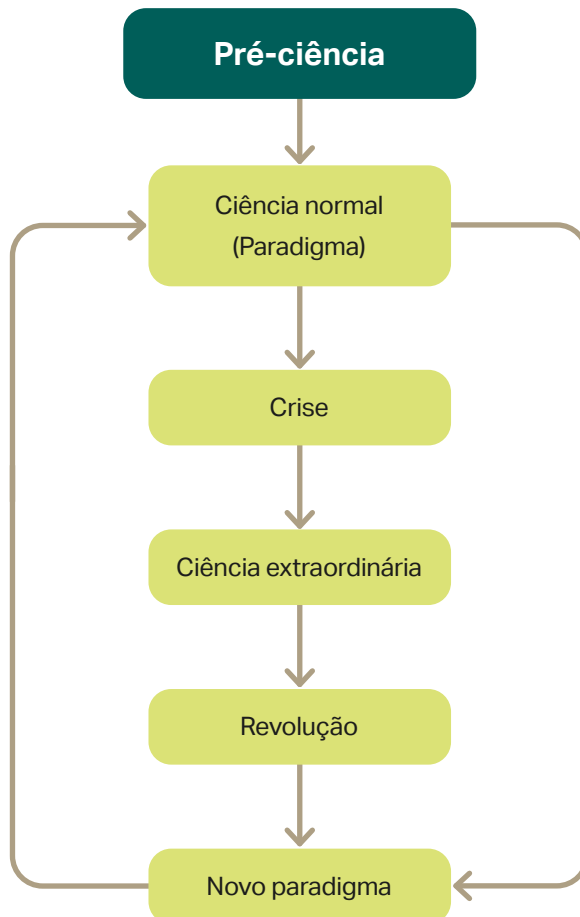 Pré-ciência
Ciência normal
(Paradigma)
Crise
Ciência extraordinária
Revolução
Novo paradigma